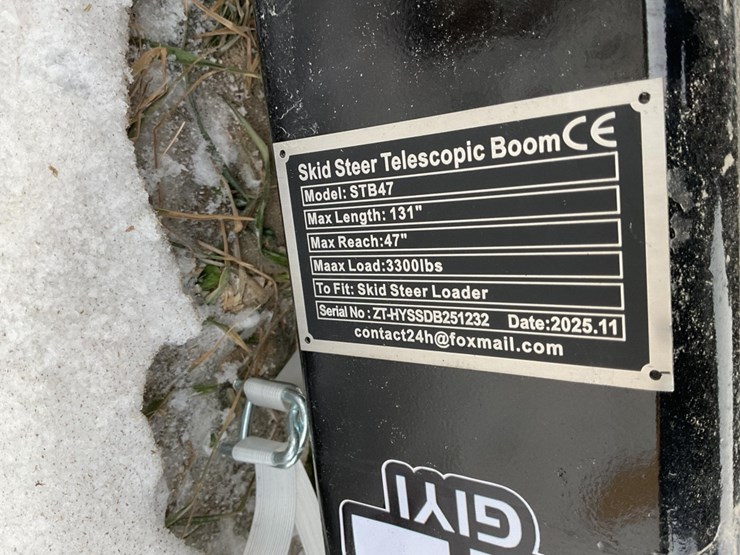 Skid Steer Telescopic Boom CE
Model: STB47
Max Length: 131"
Max Reach:47"
Maax Load:3300lbs
To Fit: Skid Steer Loader
Serial No : ZT-HYSSDB251232 Date:2025.11
contact24h@foxmail.com
GIYI